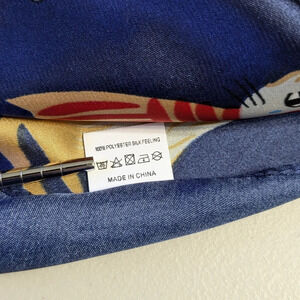 100% POLYESTER SILK FEELING
MADE IN CHINA